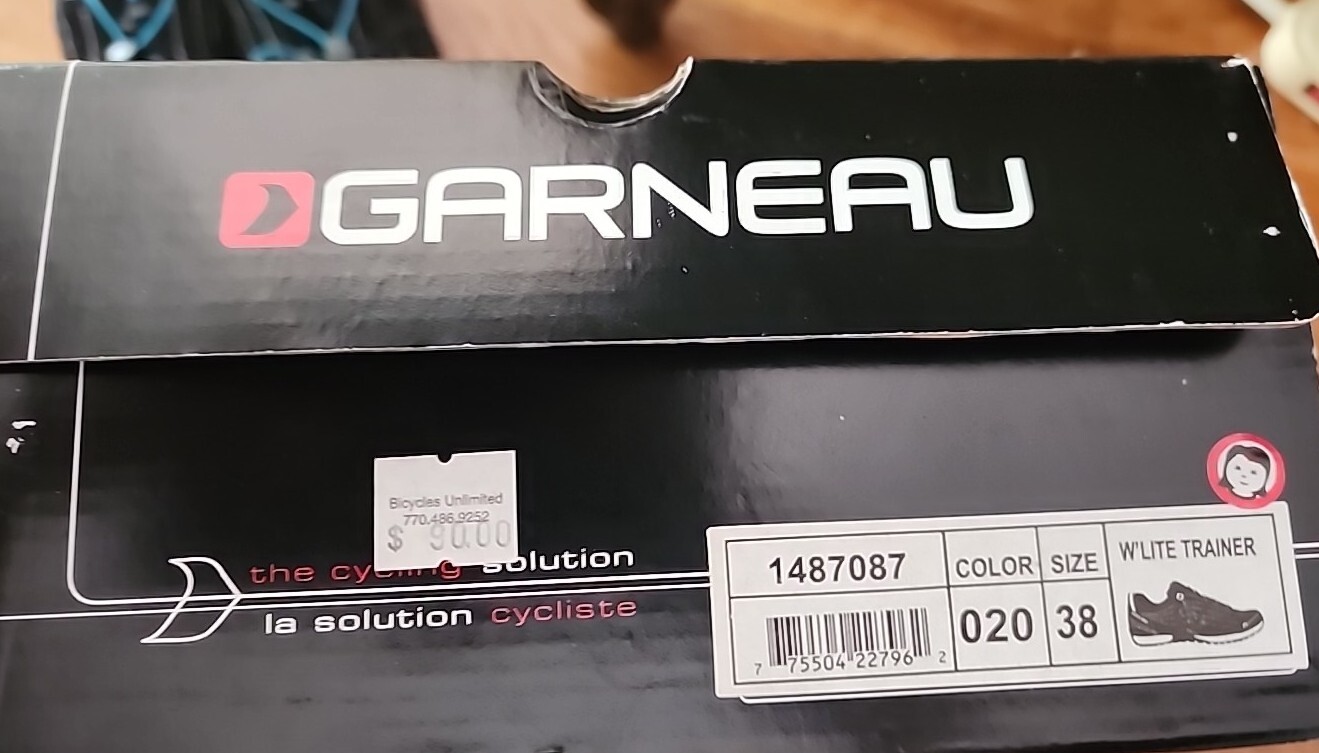 GARNEAU
Bicycles Unlimited
770.486.9252
$ 90.00
the cycling solution
la solution cycliste
1487087
COLOR
SIZE
W'LITE TRAINER
020
38
7 75504 22796 2